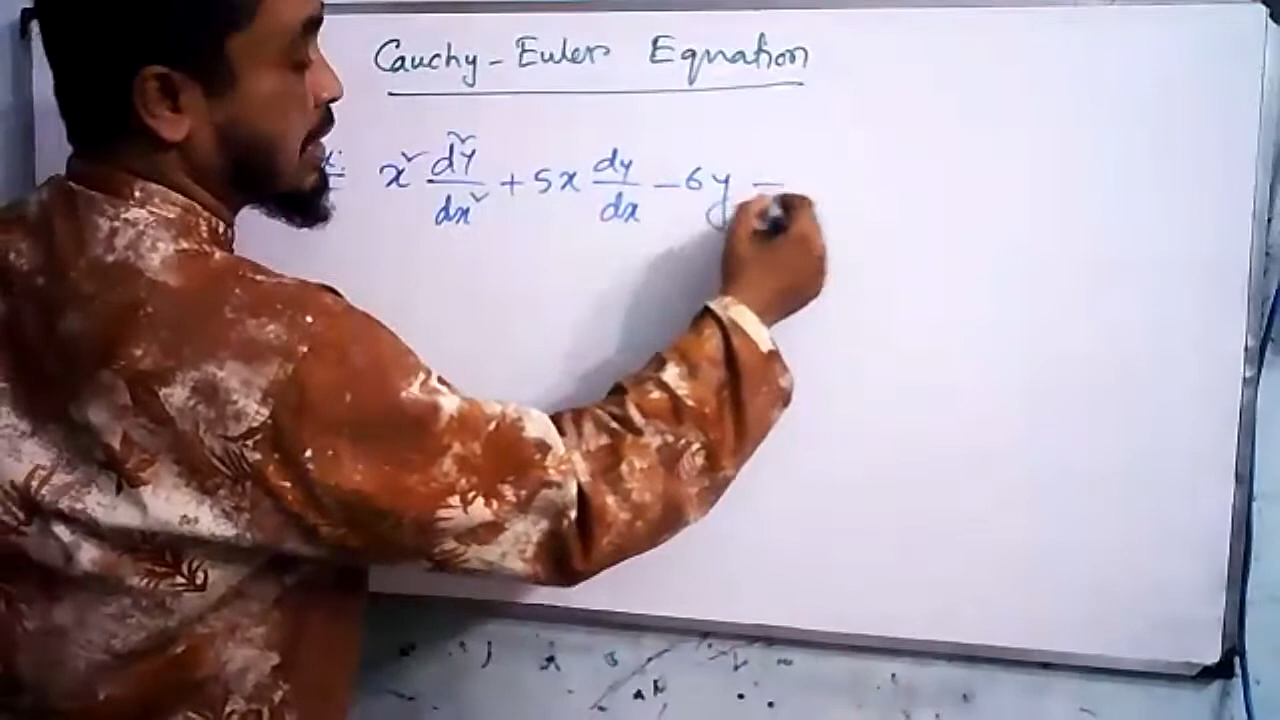 Cauchy-Euler Equation
x² d²y/dx² + 5x dy/dx - 6y =